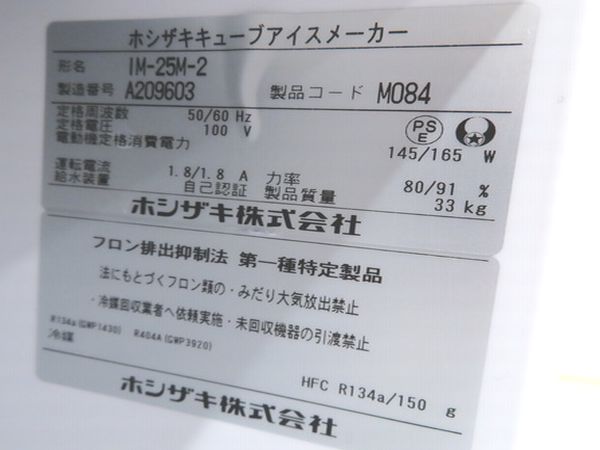 ホシザキキューブアイスメーカー
形名 IM-25M-2
製造番号 A209603 製品コード M084
定格周波数 50/60 Hz
定格電圧 100 V
電動機定格消費電力 145/165 W
PS E
運転電流 1.8/1.8 A 力率 80/91 %
給水装置 自己認証 製品質量 33 kg
ホシザキ株式会社
フロン排出抑制法 第一種特定製品
法にもとづくフロン類の・みだり大気放出禁止
・冷媒回収業者へ依頼実施・未回収機器の引渡禁止
R134a(GWP1430) R404A(GWP3920)
冷媒 HFC R134a/150 g
ホシザキ株式会社